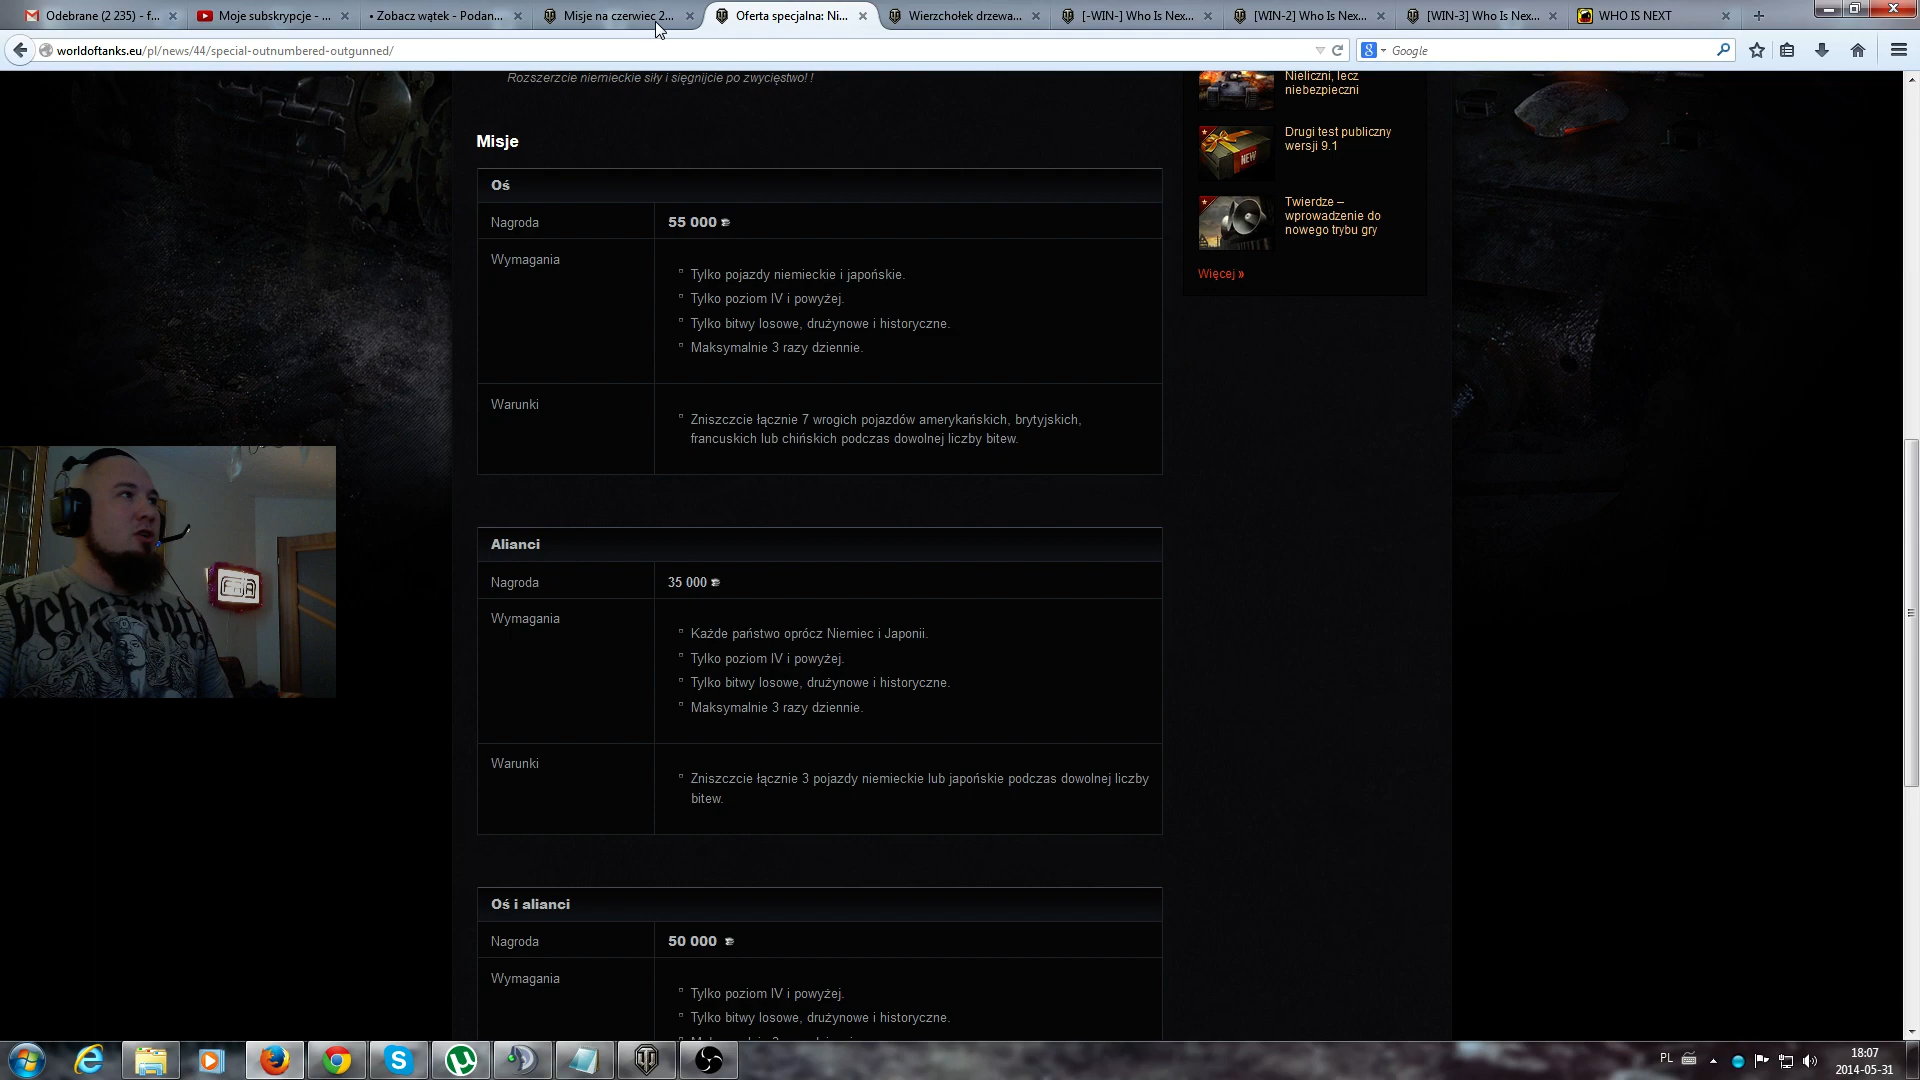 Odebrane (2 235) - f...
Moje subskrypcje - ...
• Zobacz wątek - Podan...
Misje na czerwiec 2...
Oferta specjalna: Ni...
Wierzchołek drzewa...
[-WIN-] Who Is Nex...
[WIN-2] Who Is Nex...
[WIN-3] Who Is Nex...
WHO IS NEXT
worldoftanks.eu/pl/news/44/special-outnumbered-outgunned/
Google
Rozszerzcie niemieckie siły i sięgnijcie po zwycięstwo! !
Misje
Oś
Nagroda
55 000
Wymagania
Tylko pojazdy niemieckie i japońskie.
Tylko poziom IV i powyżej.
Tylko bitwy losowe, drużynowe i historyczne.
Maksymalnie 3 razy dziennie.
Warunki
Zniszczcie łącznie 7 wrogich pojazdów amerykańskich, brytyjskich,
francuskich lub chińskich podczas dowolnej liczby bitew.
Alianci
Nagroda
35 000
Wymagania
Każde państwo oprócz Niemiec i Japonii.
Tylko poziom IV i powyżej.
Tylko bitwy losowe, drużynowe i historyczne.
Maksymalnie 3 razy dziennie.
Warunki
Zniszczcie łącznie 3 pojazdy niemieckie lub japońskie podczas dowolnej liczby
bitew.
Oś i alianci
Nagroda
50 000
Wymagania
Tylko poziom IV i powyżej.
Tylko bitwy losowe, drużynowe i historyczne.
Nieliczni, lecz
niebezpieczni
NEW
Drugi test publiczny
wersji 9.1
Twierdze –
wprowadzenie do
nowego trybu gry
Więcej »
PL
18:07
2014-05-31